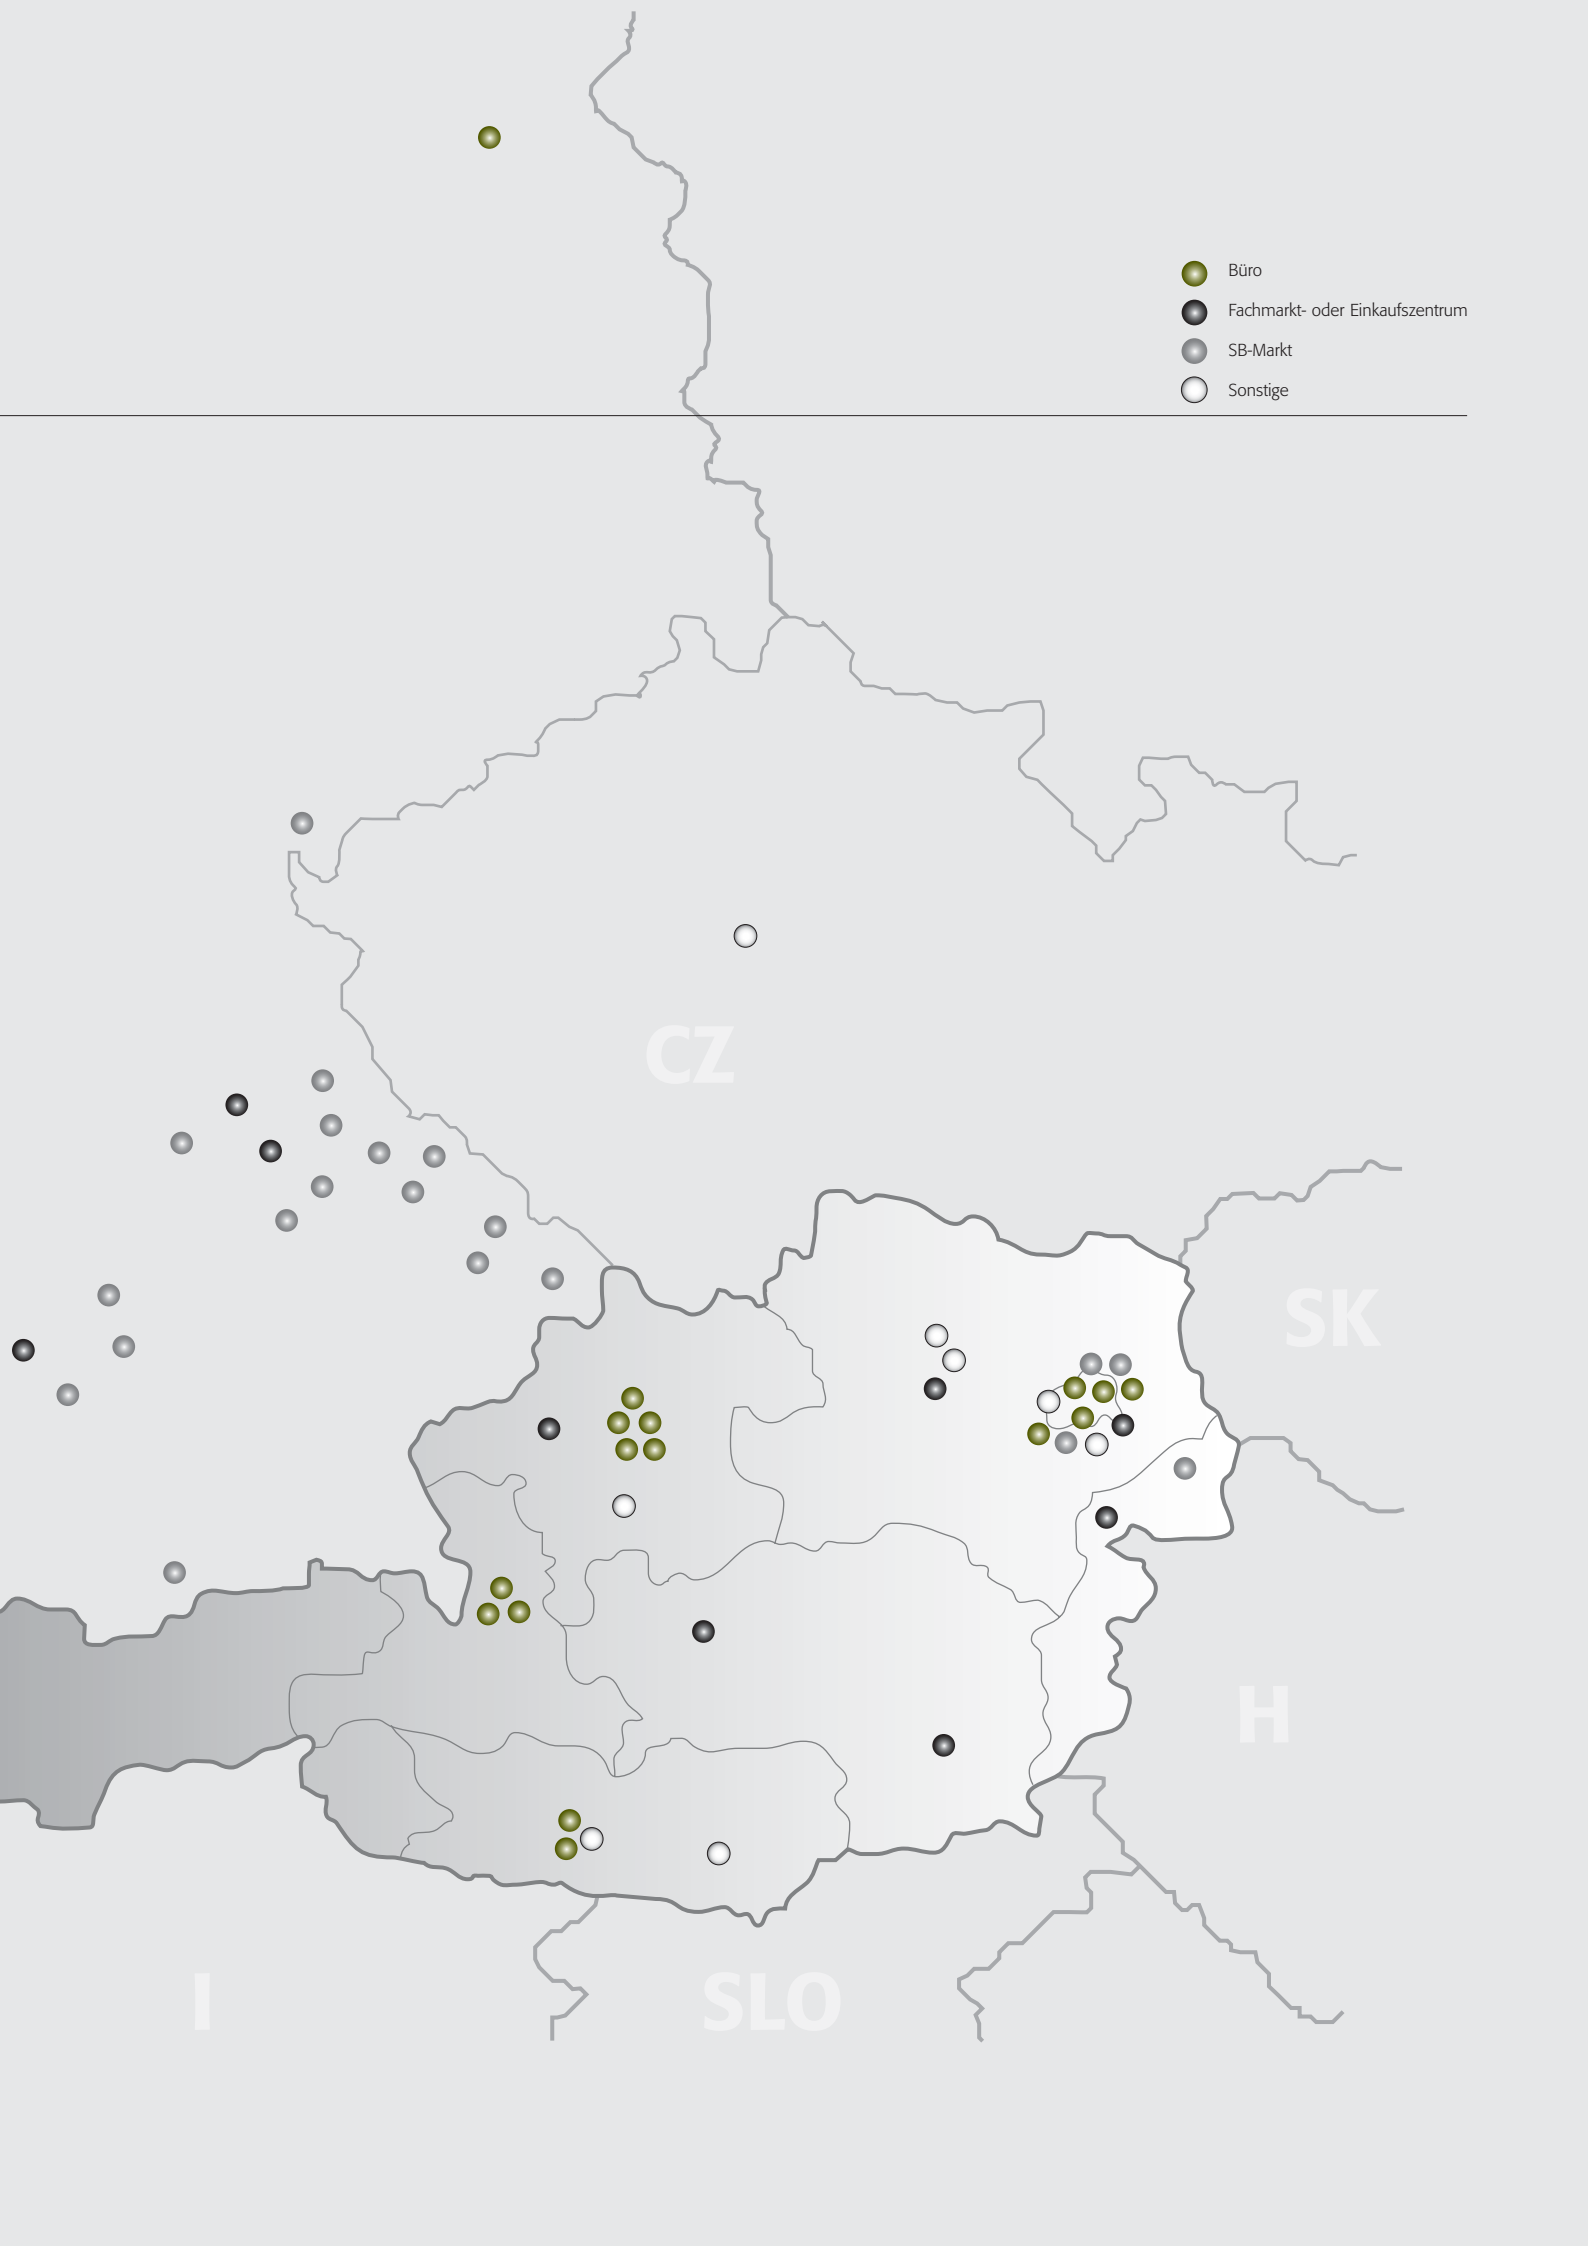 Büro
Fachmarkt- oder Einkaufszentrum
SB-Markt
Sonstige
CZ
SK
H
I
SLO